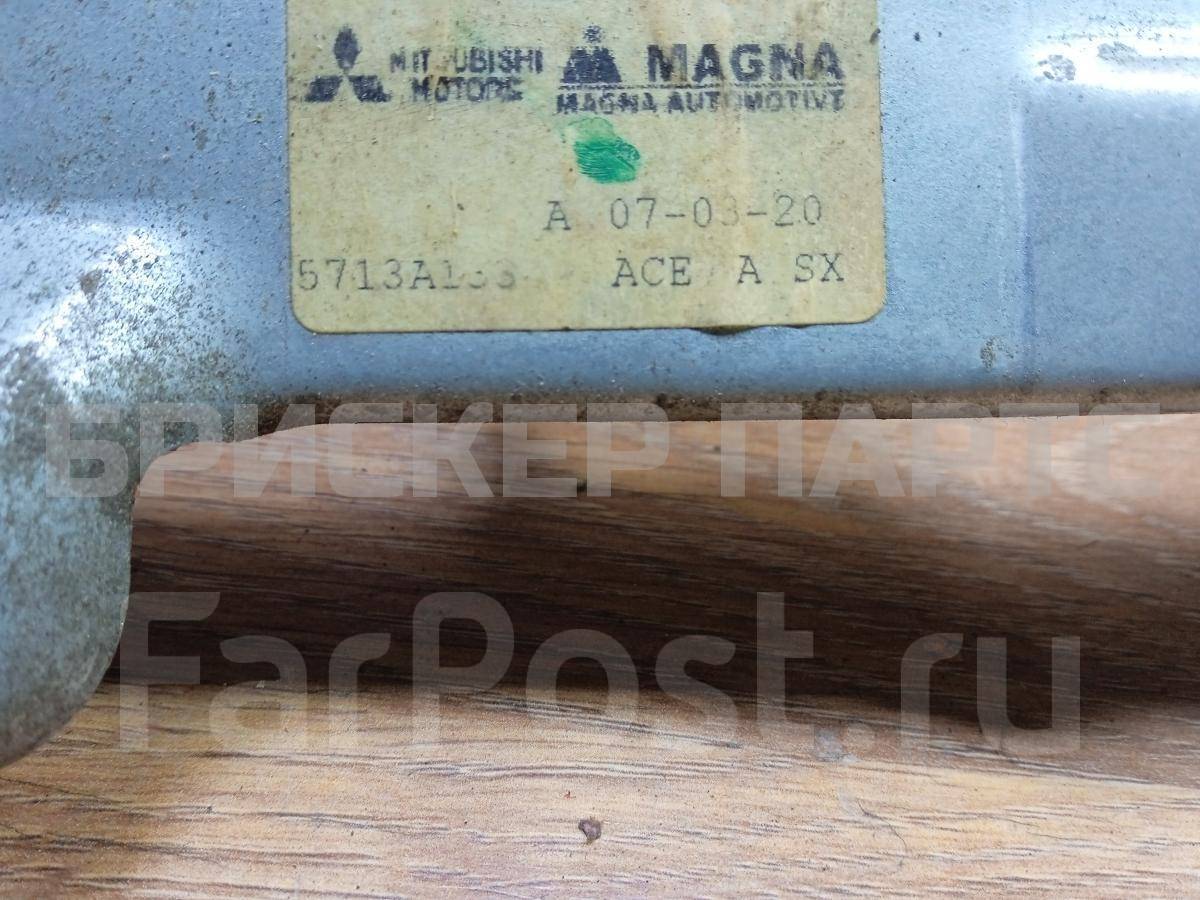 MITSUBISHI
MOTORS
MAGNA
MAGNA AUTOMOTIVE
A 07-03-20
ACE A SX
БРИСКЕР ПАРТС
FarPost.ru